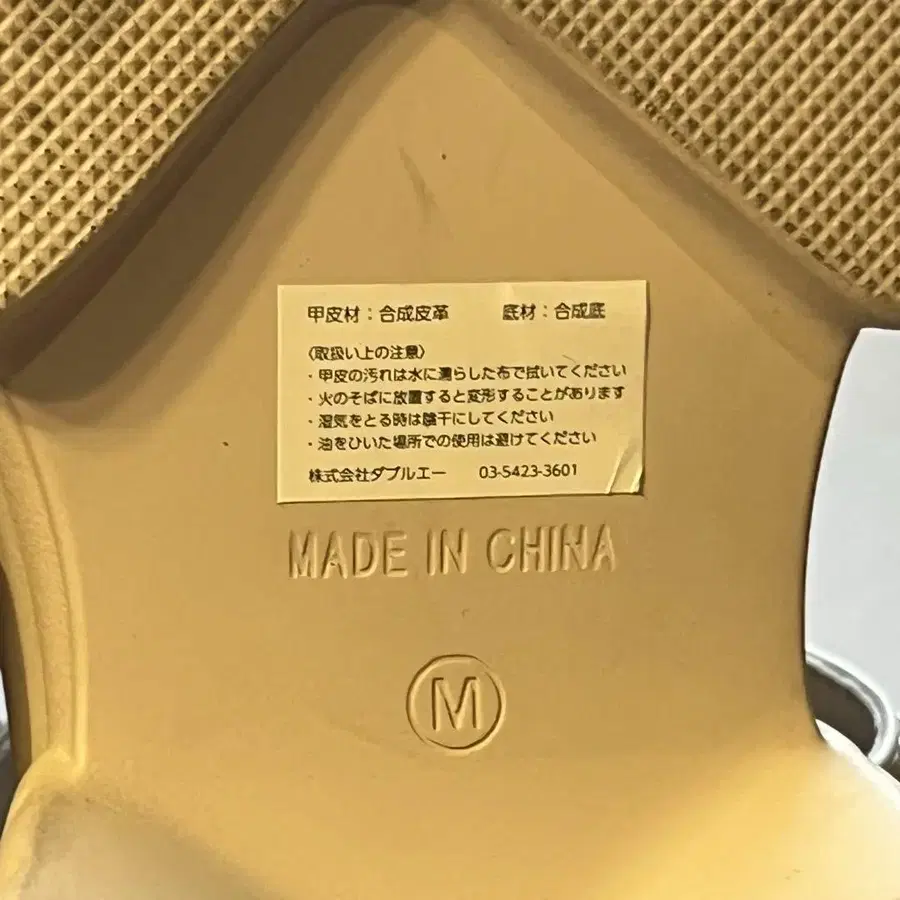 甲皮材：合成皮革　　底材：合成底
〈取扱い上の注意〉
・甲皮の汚れは水に濡らした布で拭いてください
・火のそばに放置すると変形することがあります
・湿気をとる時は陰干にしてください
・油をひいた場所での使用は避けてください
株式会社ダブルエー　　03-5423-3601
MADE IN CHINA
M